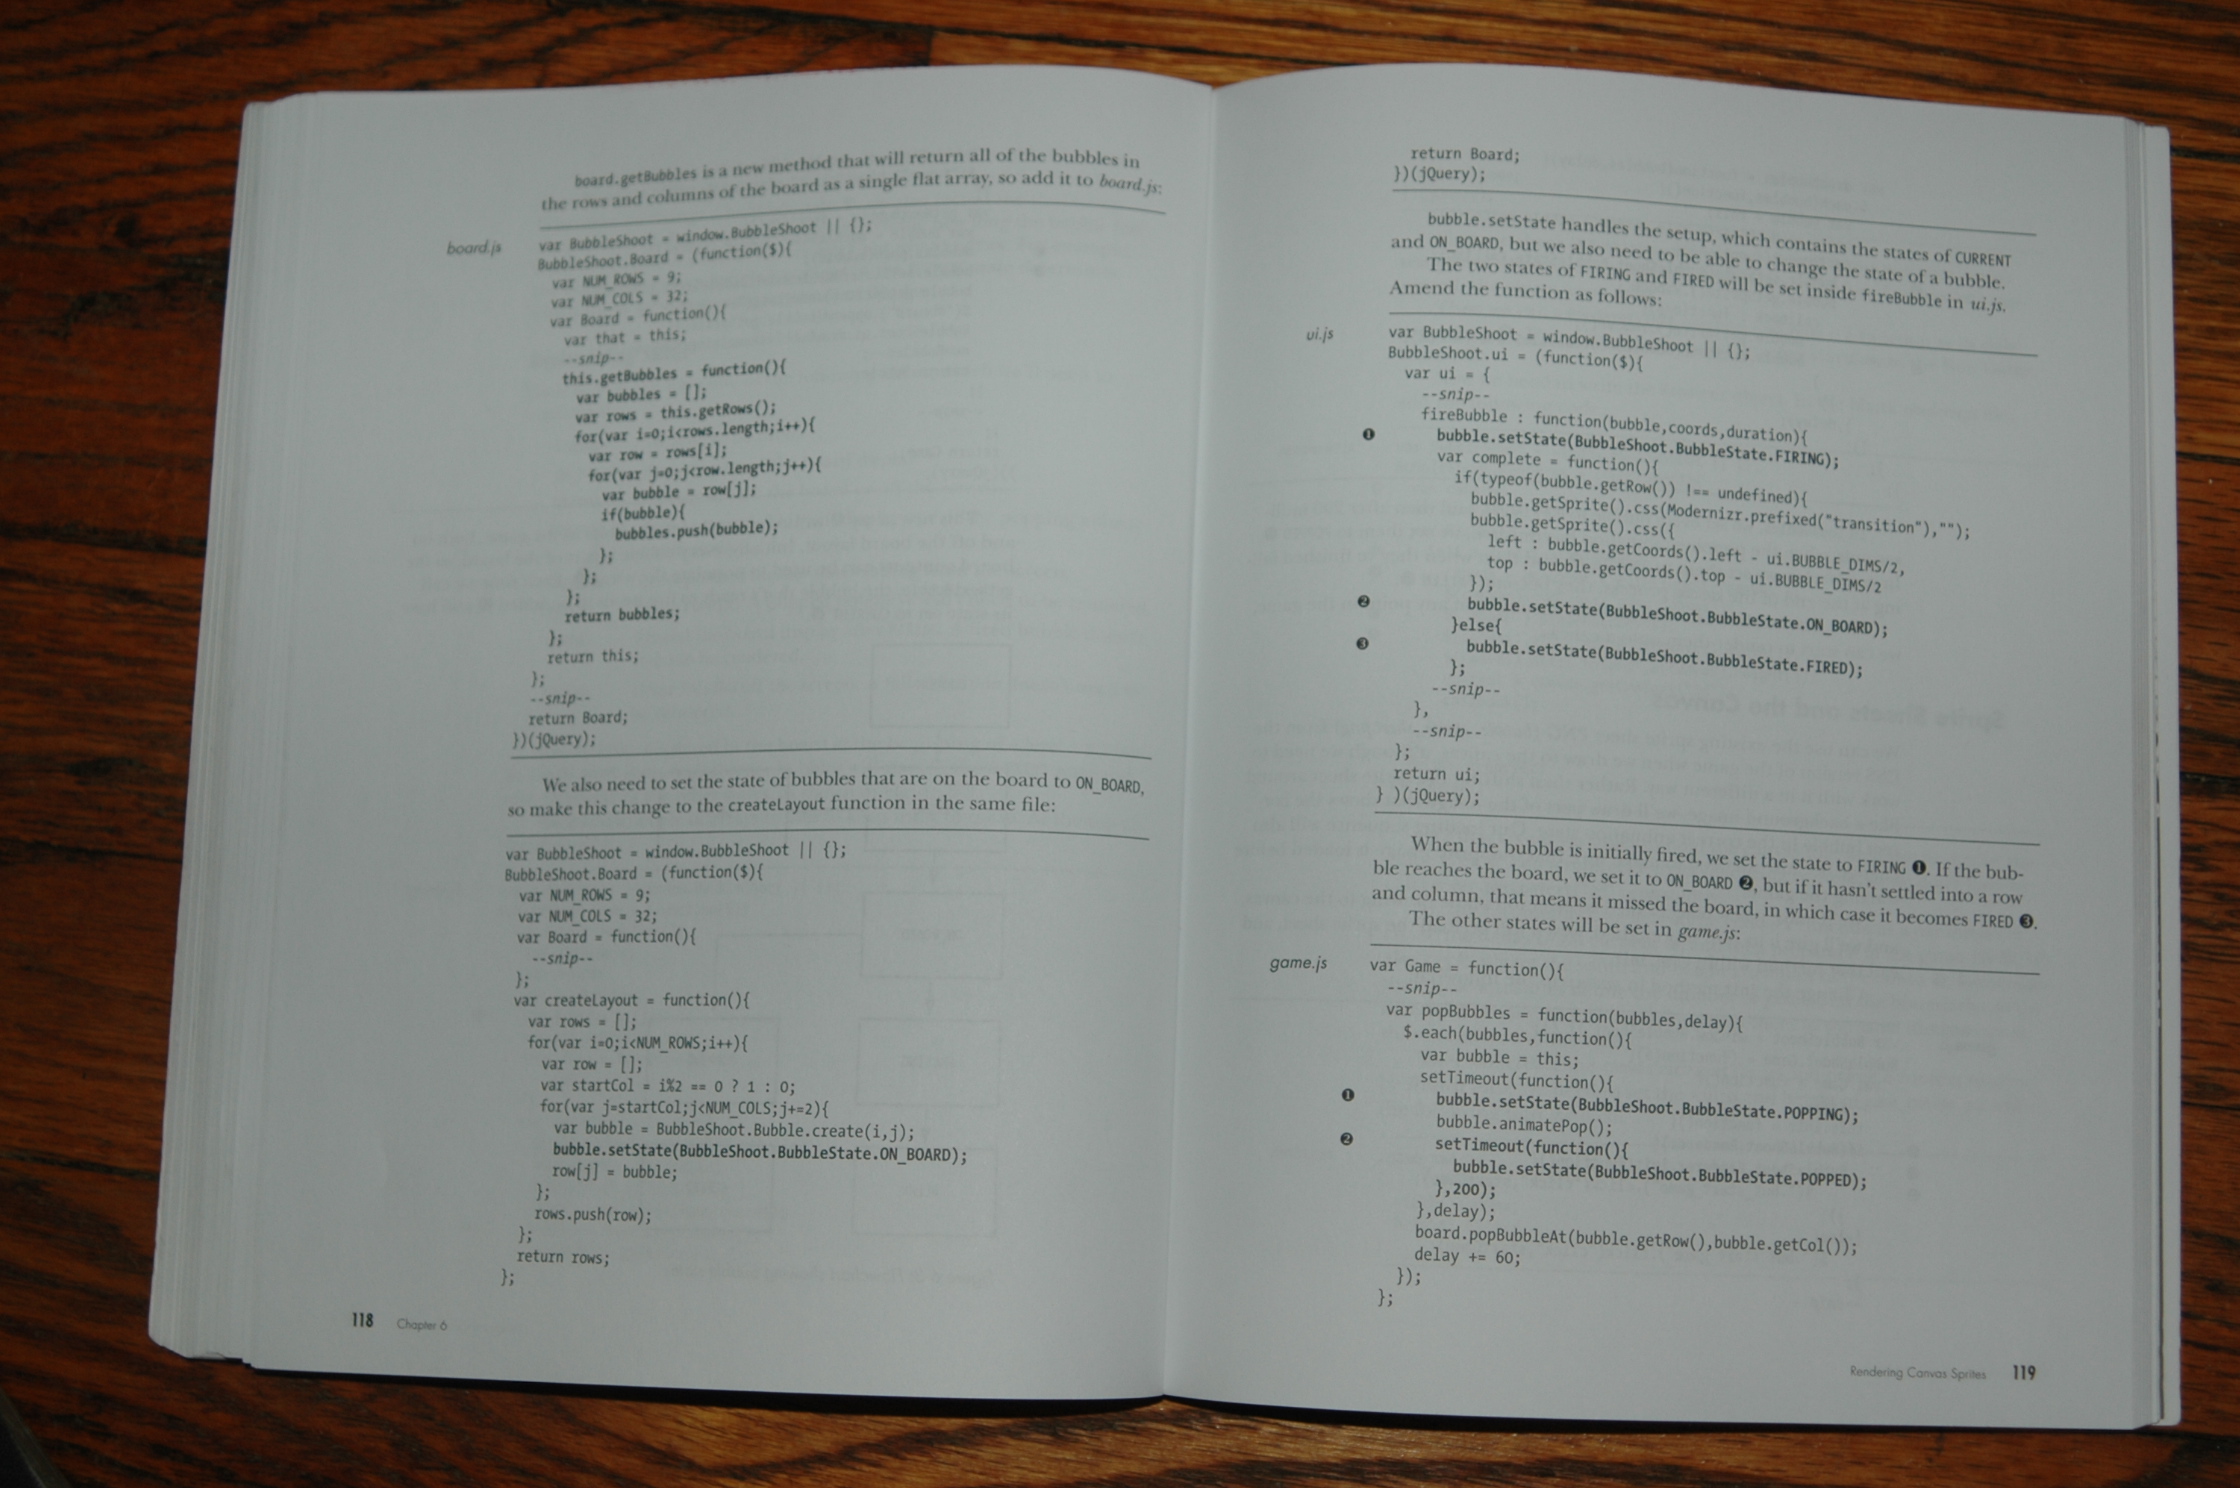 board.getBubbles is a new method that will return all of the bubbles in
the rows and columns of the board as a single flat array, so add it to board.js:
board.js
var BubbleShoot = window.BubbleShoot || {};
BubbleShoot.Board = (function($){
var NUM_ROWS = 9;
var NUM_COLS = 32;
var Board = function(){
var that = this;
--snip--
this.getBubbles = function(){
var bubbles = [];
var rows = this.getRows();
for(var i=0;i<rows.length;i++){
var row = rows[i];
for(var j=0;j<row.length;j++){
var bubble = row[j];
if(bubble){
bubbles.push(bubble);
};
};
};
return bubbles;
};
return this;
};
--snip--
return Board;
})(jQuery);
We also need to set the state of bubbles that are on the board to ON_BOARD,
so make this change to the createLayout function in the same file:
var BubbleShoot = window.BubbleShoot || {};
BubbleShoot.Board = (function($){
var NUM_ROWS = 9;
var NUM_COLS = 32;
var Board = function(){
--snip--
};
var createLayout = function(){
var rows = [];
for(var i=0;i<NUM_ROWS;i++){
var row = [];
var startCol = i%2 == 0 ? 1 : 0;
for(var j=startCol;j<NUM_COLS;j+=2){
var bubble = BubbleShoot.Bubble.create(i,j);
bubble.setState(BubbleShoot.BubbleState.ON_BOARD);
row[j] = bubble;
};
rows.push(row);
};
return rows;
};
118 Chapter 6
return Board;
})(jQuery);
bubble.setState handles the setup, which contains the states of CURRENT
and ON_BOARD, but we also need to be able to change the state of a bubble.
The two states of FIRING and FIRED will be set inside fireBubble in ui.js.
Amend the function as follows:
ui.js
var BubbleShoot = window.BubbleShoot || {};
BubbleShoot.ui = (function($){
var ui = {
--snip--
fireBubble : function(bubble,coords,duration){
❶ bubble.setState(BubbleShoot.BubbleState.FIRING);
var complete = function(){
if(typeof(bubble.getRow()) !== undefined){
bubble.getSprite().css(Modernizr.prefixed("transition"),"");
bubble.getSprite().css({
left : bubble.getCoords().left - ui.BUBBLE_DIMS/2,
top : bubble.getCoords().top - ui.BUBBLE_DIMS/2
});
❷ bubble.setState(BubbleShoot.BubbleState.ON_BOARD);
}else{
❸ bubble.setState(BubbleShoot.BubbleState.FIRED);
};
--snip--
},
--snip--
};
return ui;
} )(jQuery);
When the bubble is initially fired, we set the state to FIRING ❶. If the bub-
ble reaches the board, we set it to ON_BOARD ❷, but if it hasn't settled into a row
and column, that means it missed the board, in which case it becomes FIRED ❸.
The other states will be set in game.js:
game.js
var Game = function(){
--snip--
var popBubbles = function(bubbles,delay){
$.each(bubbles,function(){
var bubble = this;
setTimeout(function(){
❶ bubble.setState(BubbleShoot.BubbleState.POPPING);
bubble.animatePop();
❷ setTimeout(function(){
bubble.setState(BubbleShoot.BubbleState.POPPED);
},200);
},delay);
board.popBubbleAt(bubble.getRow(),bubble.getCol());
delay += 60;
});
};
Rendering Canvas Sprites 119